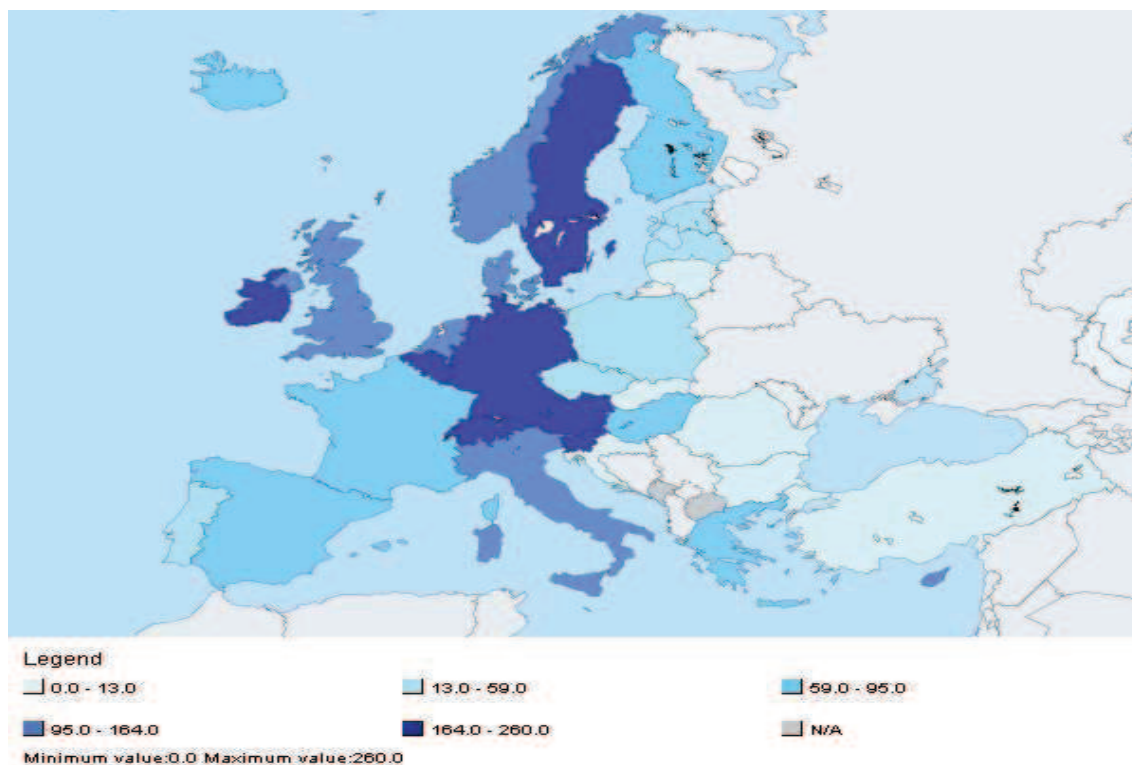 Legend
0.0 - 13.0 13.0 - 59.0 59.0 - 95.0
95.0 - 164.0 164.0 - 260.0 N/A
Minimum value:0.0 Maximum value:260.0